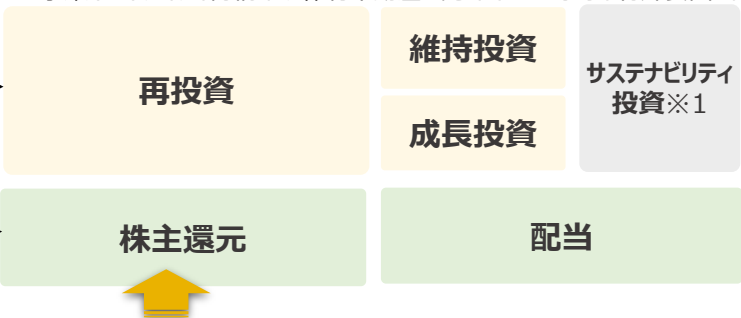 再投資
維持投資
成長投資
サステナビリティ
投資※1
株主還元
配当